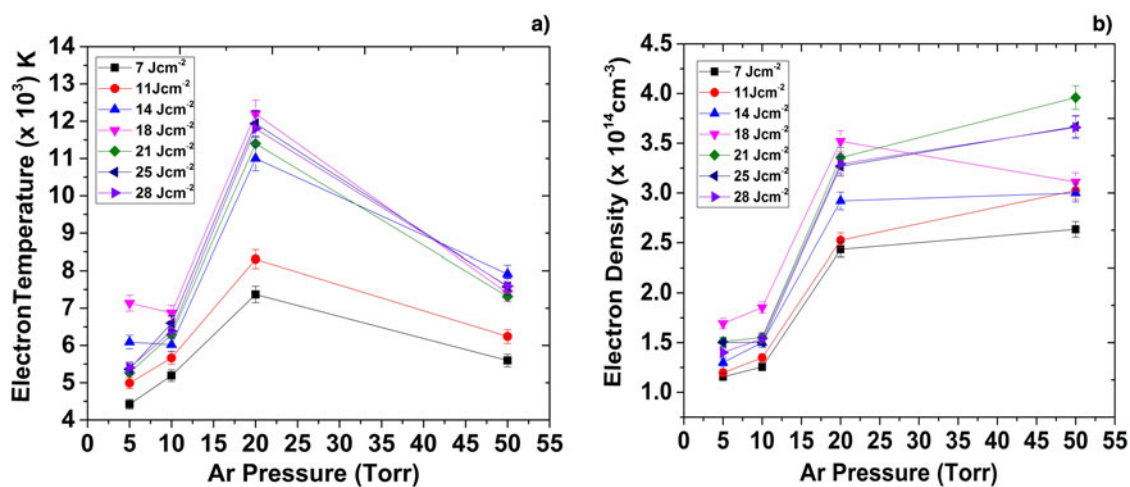 a)
14
13
12
11
10
9
8
7
6
5
4
Electron Temperature (x 10³) K
7 Jcm⁻²
11Jcm⁻²
14 Jcm⁻²
18 Jcm⁻²
21 Jcm⁻²
25 Jcm⁻²
28 Jcm⁻²
0 5 10 15 20 25 30 35 40 45 50 55
Ar Pressure (Torr)
b)
4.5
4.0
3.5
3.0
2.5
2.0
1.5
1.0
Electron Density (x 10¹⁴cm⁻³)
7 Jcm⁻²
11Jcm⁻²
14 Jcm⁻²
18 Jcm⁻²
21 Jcm⁻²
25 Jcm⁻²
28 Jcm⁻²
0 5 10 15 20 25 30 35 40 45 50 55
Ar Pressure (Torr)